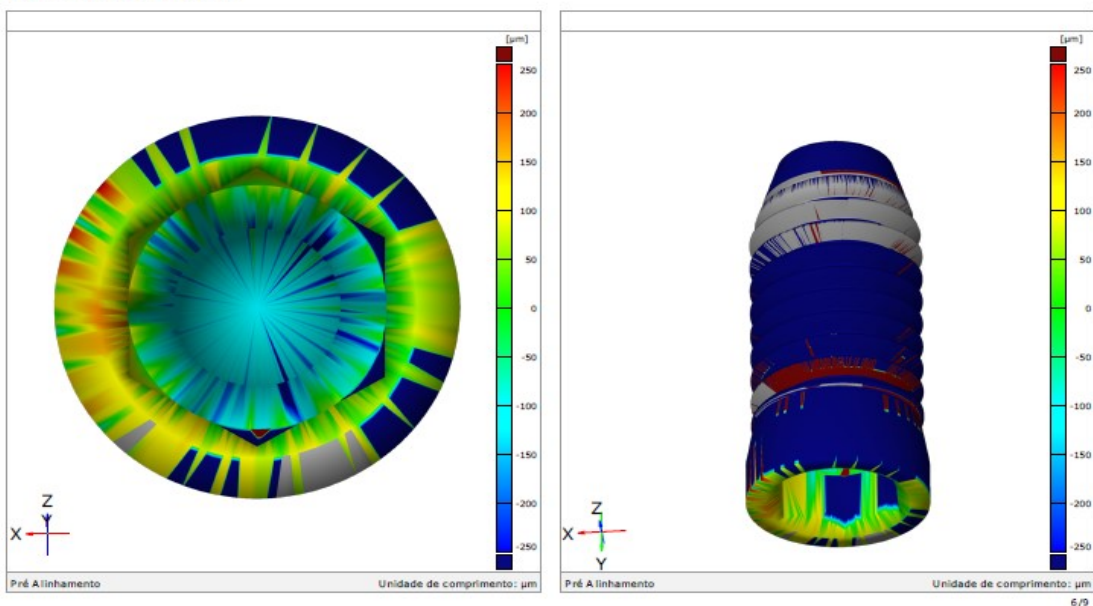 [µm]
250
200
150
100
50
0
-50
-100
-150
-200
-250
Z
Y
X
Pré Alinhamento
Unidade de comprimento: µm
[µm]
250
200
150
100
50
0
-50
-100
-150
-200
-250
Z
X
Y
Pré Alinhamento
Unidade de comprimento: µm
6/9